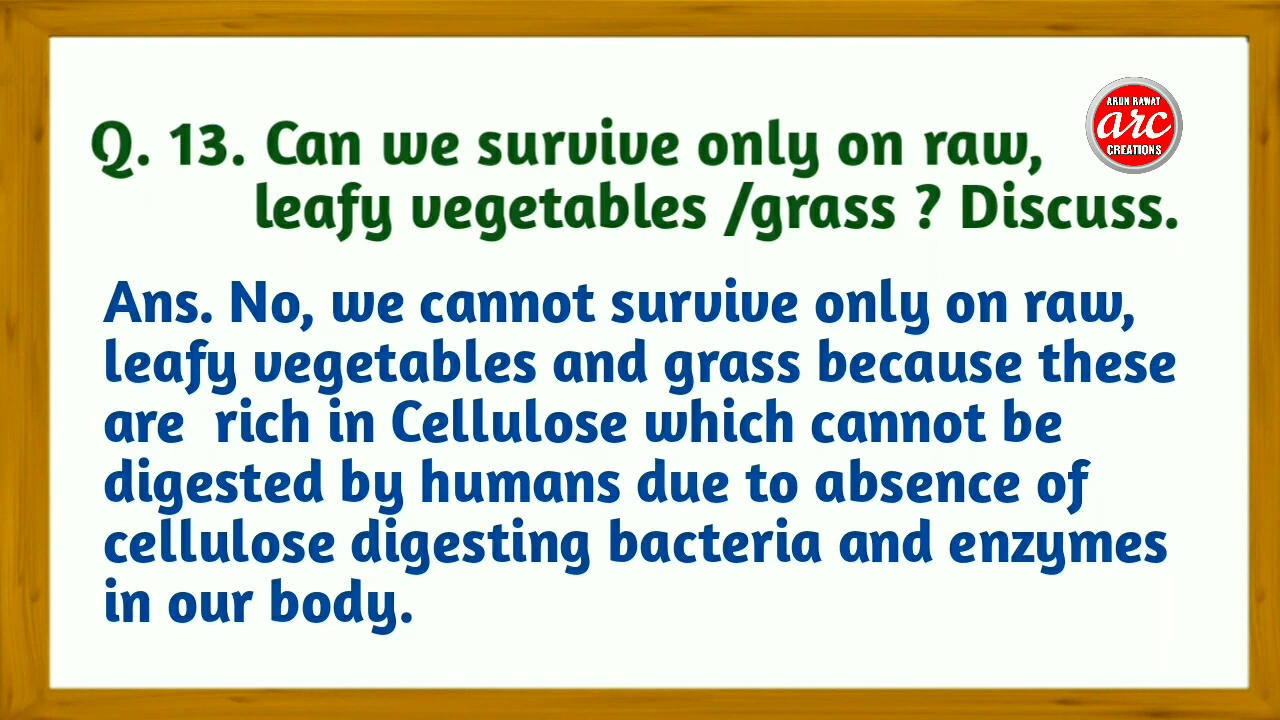 ARUN RAWAT
arc
CREATIONS
Q. 13. Can we survive only on raw,
leafy vegetables /grass ? Discuss.
Ans. No, we cannot survive only on raw,
leafy vegetables and grass because these
are  rich in Cellulose which cannot be
digested by humans due to absence of
cellulose digesting bacteria and enzymes
in our body.